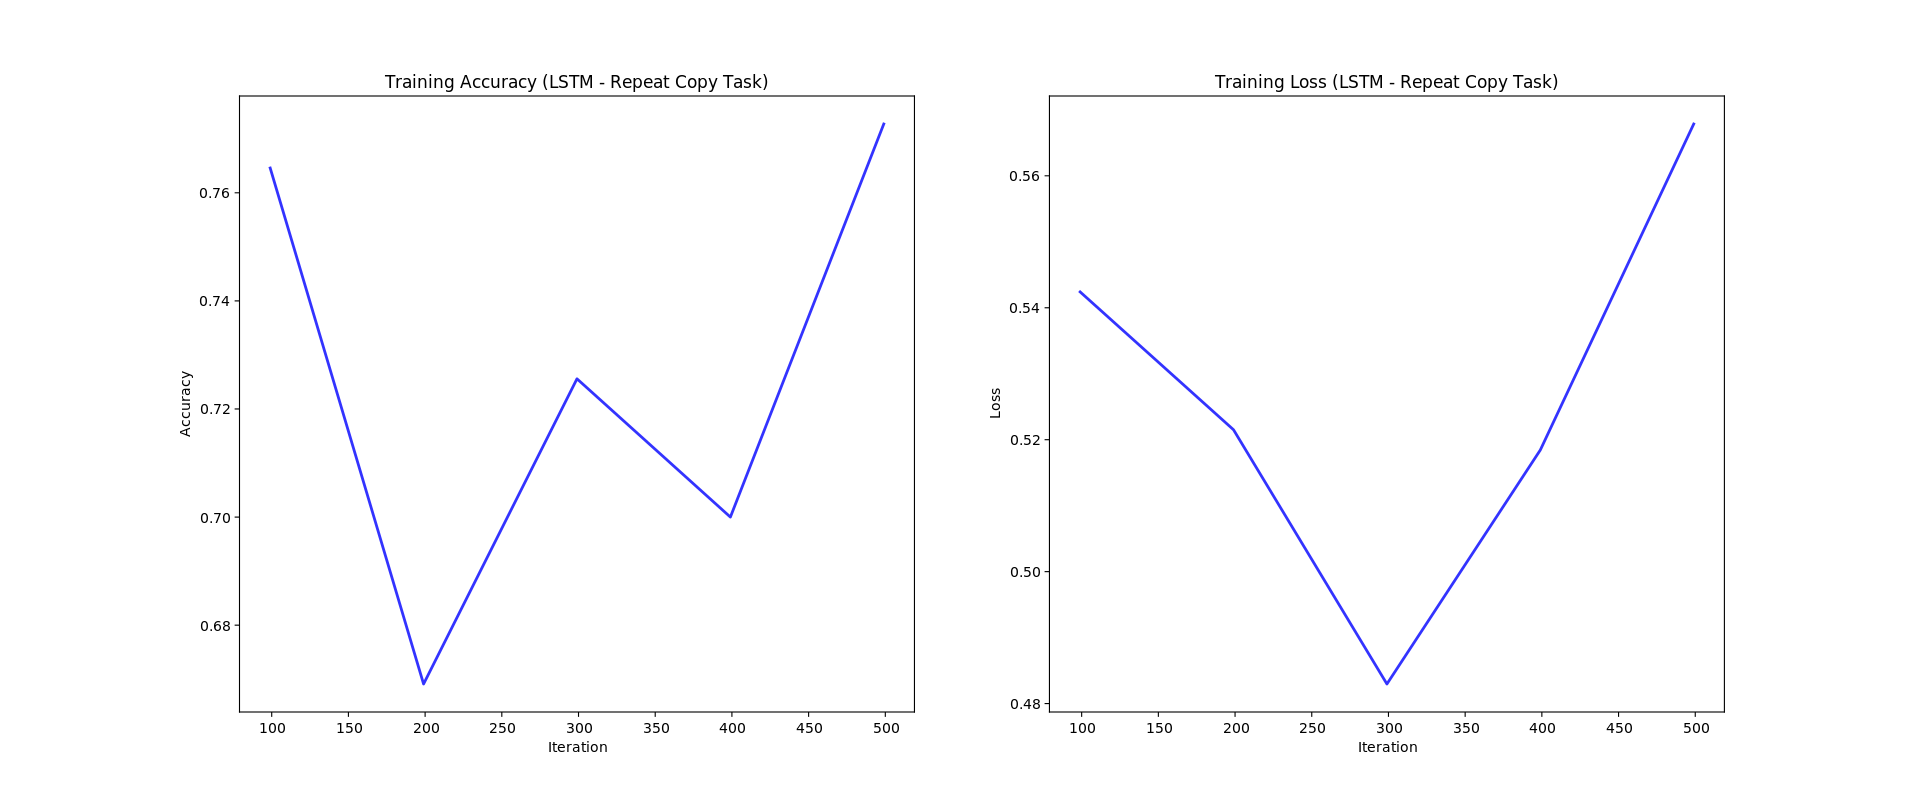 Training Accuracy (LSTM - Repeat Copy Task)
Accuracy
0.76
0.74
0.72
0.70
0.68
100 150 200 250 300 350 400 450 500
Iteration
Training Loss (LSTM - Repeat Copy Task)
Loss
0.56
0.54
0.52
0.50
0.48
100 150 200 250 300 350 400 450 500
Iteration